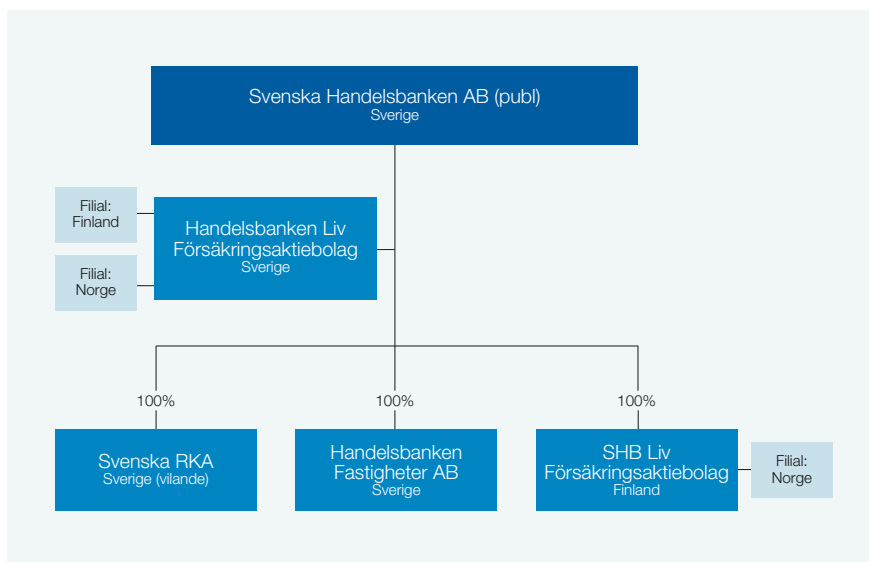 Svenska Handelsbanken AB (publ)
Sverige
Filial:
Finland
Handelsbanken Liv
Försäkringsaktiebolag
Sverige
Filial:
Norge
100%
100%
100%
Svenska RKA
Sverige (vilande)
Handelsbanken
Fastigheter AB
Sverige
SHB Liv
Försäkringsaktiebolag
Finland
Filial:
Norge